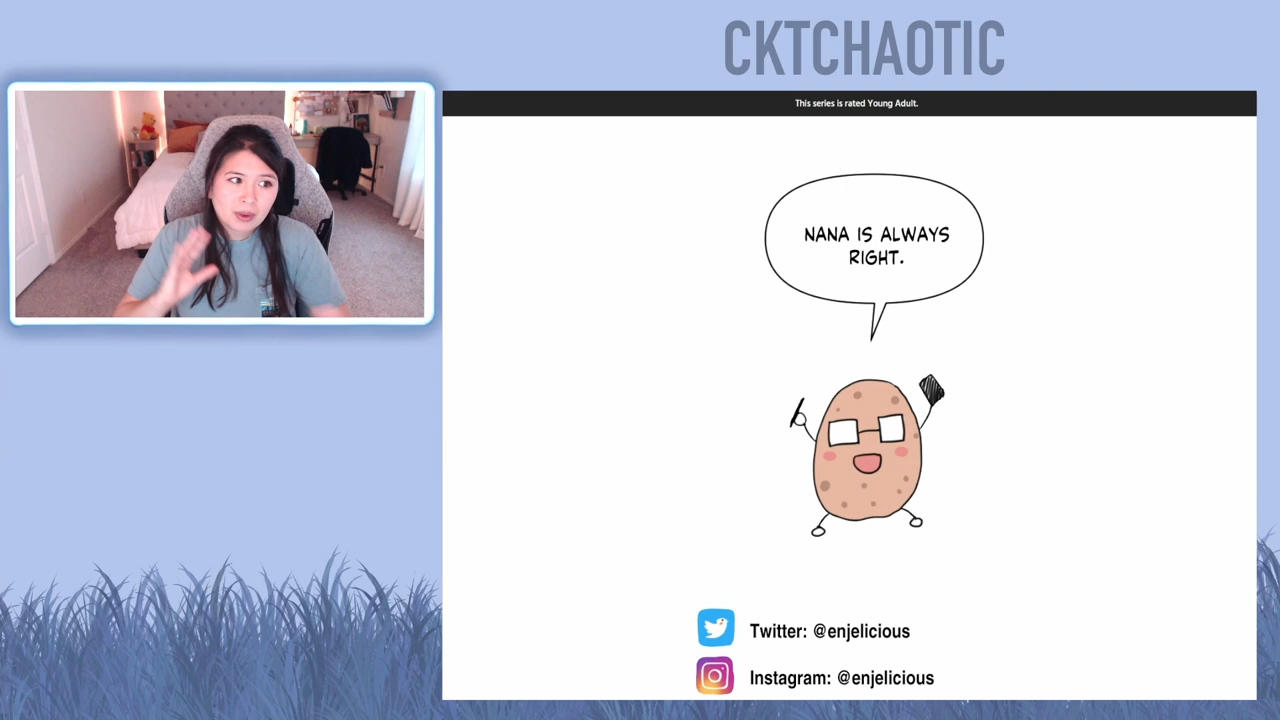 CKTCHAOTIC
This series is rated Young Adult.
NANA IS ALWAYS
RIGHT.
Twitter: @enjelicious
Instagram: @enjelicious